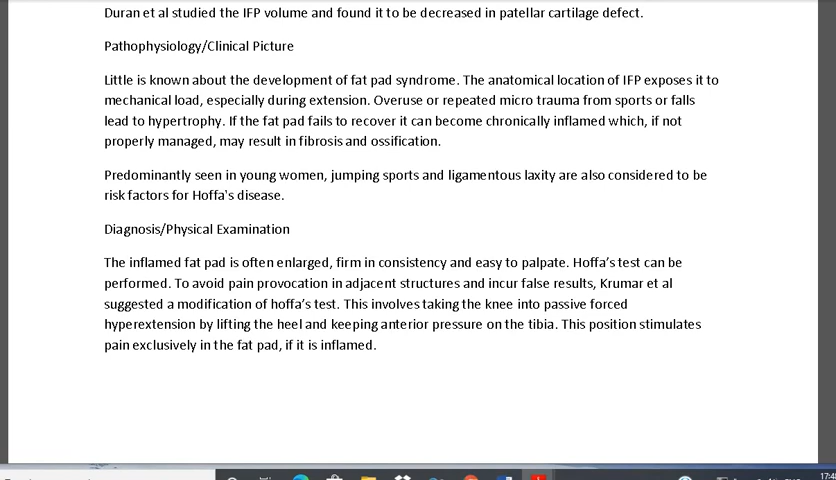 Duran et al studied the IFP volume and found it to be decreased in patellar cartilage defect.
Pathophysiology/Clinical Picture
Little is known about the development of fat pad syndrome. The anatomical location of IFP exposes it to
mechanical load, especially during extension. Overuse or repeated micro trauma from sports or falls
lead to hypertrophy. If the fat pad fails to recover it can become chronically inflamed which, if not
properly managed, may result in fibrosis and ossification.
Predominantly seen in young women, jumping sports and ligamentous laxity are also considered to be
risk factors for Hoffa's disease.
Diagnosis/Physical Examination
The inflamed fat pad is often enlarged, firm in consistency and easy to palpate. Hoffa’s test can be
performed. To avoid pain provocation in adjacent structures and incur false results, Krumar et al
suggested a modification of hoffa’s test. This involves taking the knee into passive forced
hyperextension by lifting the heel and keeping anterior pressure on the tibia. This position stimulates
pain exclusively in the fat pad, if it is inflamed.